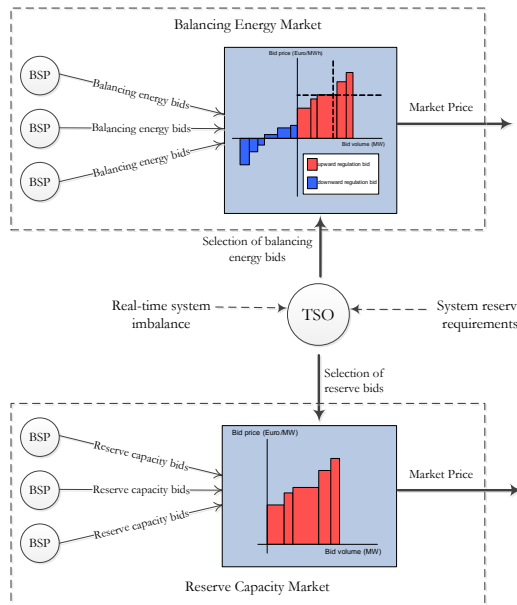 Balancing Energy Market
BSP
BSP
BSP
Balancing energy bids
Balancing energy bids
Balancing energy bids
Bid price (Euro/MWh)
Bid volume (MW)
upward regulation bid
downward regulation bid
Market Price
Selection of balancing
energy bids
Real-time system
imbalance
TSO
System reserv
requirements
Selection of
reserve bids
BSP
BSP
BSP
Reserve capacity bids
Reserve capacity bids
Reserve capacity bids
Bid price (Euro/MW)
Bid volume (MW)
Market Price
Reserve Capacity Market